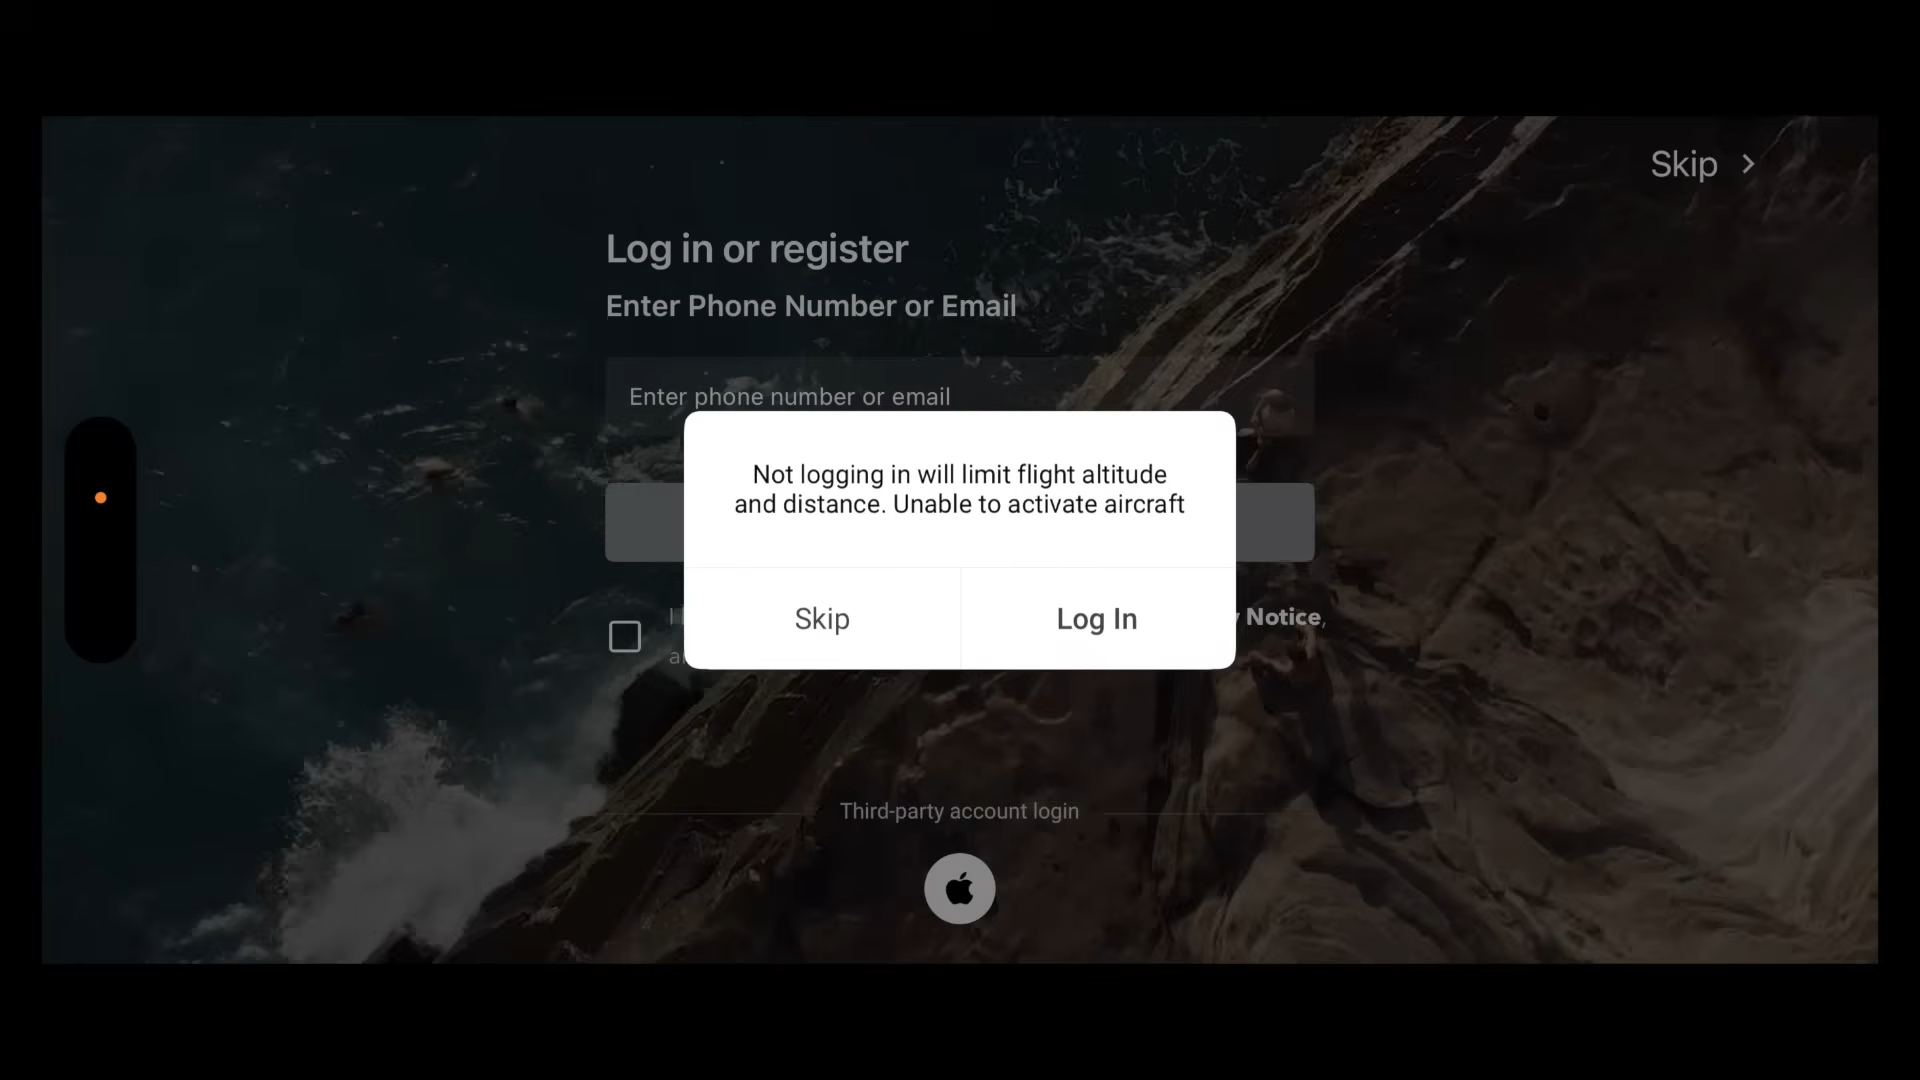 Skip
Log in or register
Enter Phone Number or Email
Enter phone number or email
Not logging in will limit flight altitude
and distance. Unable to activate aircraft
Skip
Log In
Notice,
Third-party account login